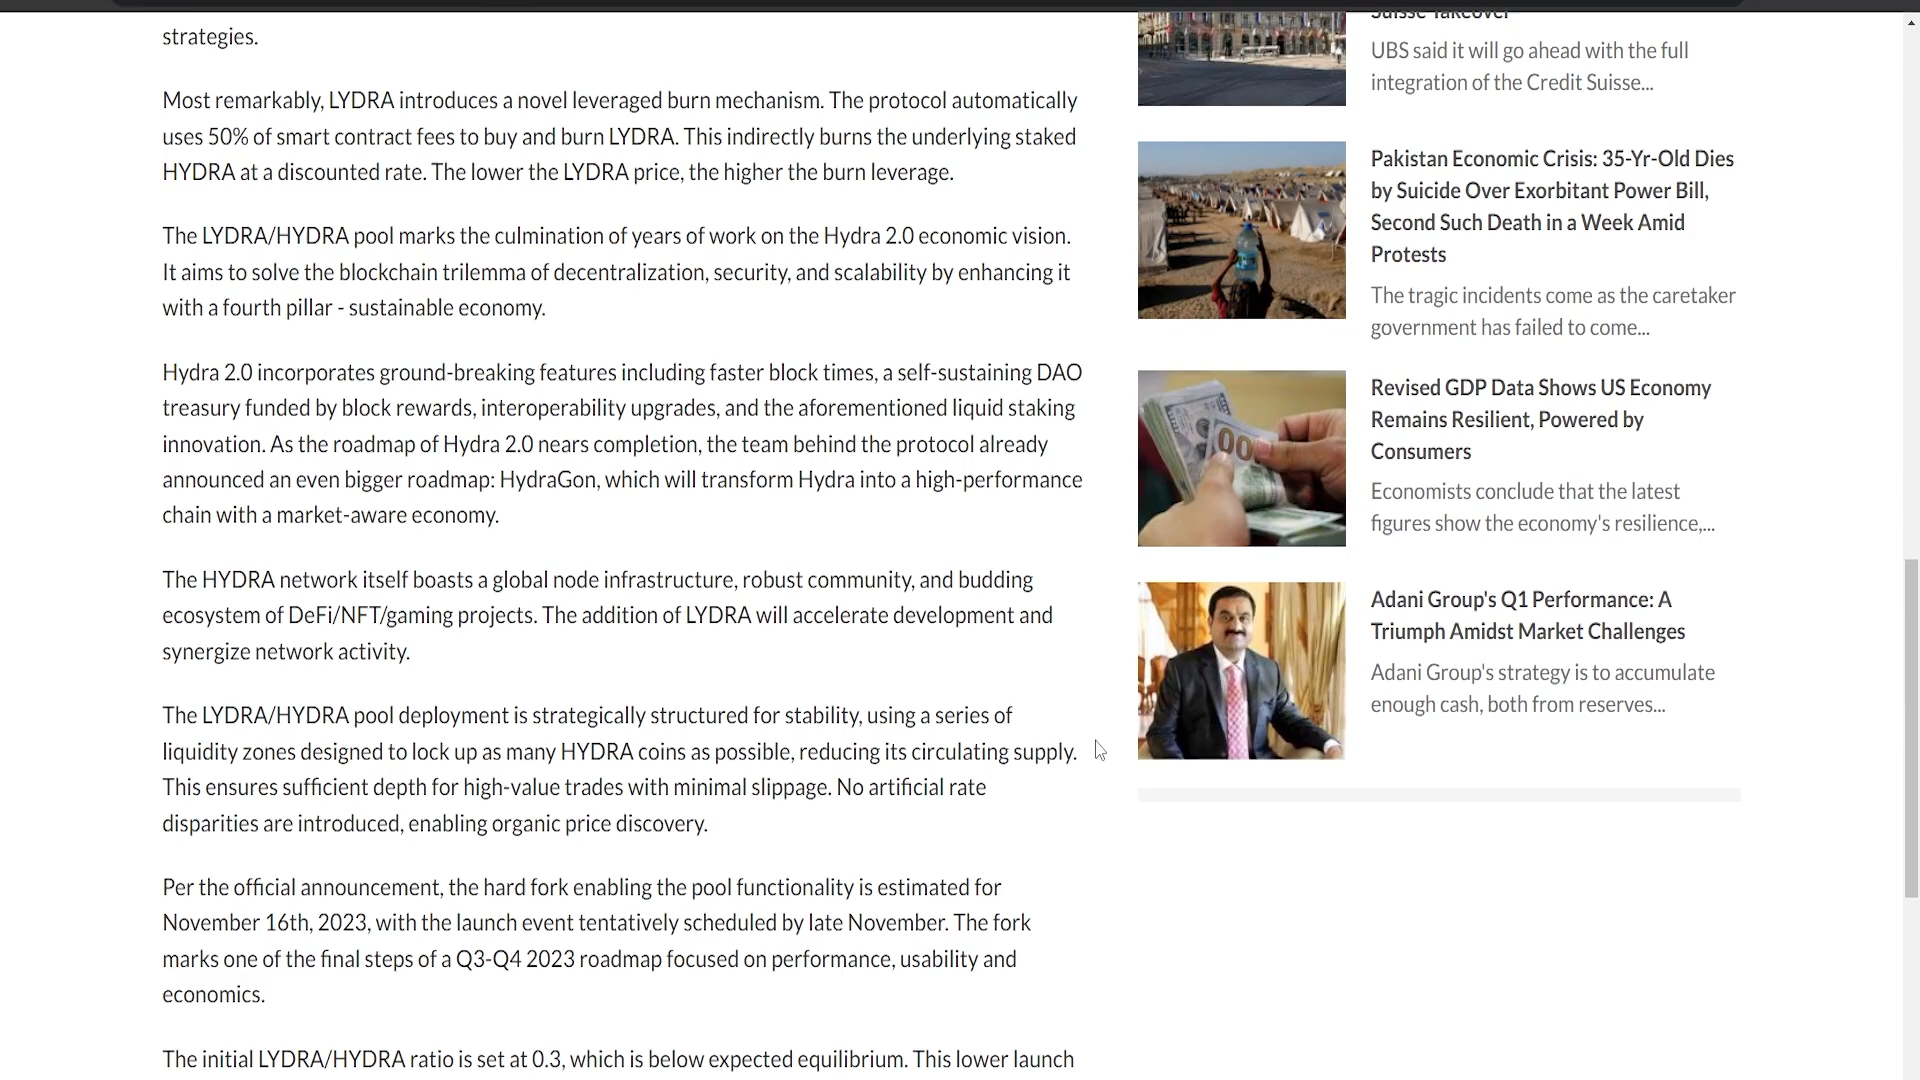 strategies.
Most remarkably, LYDRA introduces a novel leveraged burn mechanism. The protocol automatically
uses 50% of smart contract fees to buy and burn LYDRA. This indirectly burns the underlying staked
HYDRA at a discounted rate. The lower the LYDRA price, the higher the burn leverage.
The LYDRA/HYDRA pool marks the culmination of years of work on the Hydra 2.0 economic vision.
It aims to solve the blockchain trilemma of decentralization, security, and scalability by enhancing it
with a fourth pillar - sustainable economy.
Hydra 2.0 incorporates ground-breaking features including faster block times, a self-sustaining DAO
treasury funded by block rewards, interoperability upgrades, and the aforementioned liquid staking
innovation. As the roadmap of Hydra 2.0 nears completion, the team behind the protocol already
announced an even bigger roadmap: HydraGon, which will transform Hydra into a high-performance
chain with a market-aware economy.
The HYDRA network itself boasts a global node infrastructure, robust community, and budding
ecosystem of DeFi/NFT/gaming projects. The addition of LYDRA will accelerate development and
synergize network activity.
The LYDRA/HYDRA pool deployment is strategically structured for stability, using a series of
liquidity zones designed to lock up as many HYDRA coins as possible, reducing its circulating supply.
This ensures sufficient depth for high-value trades with minimal slippage. No artificial rate
disparities are introduced, enabling organic price discovery.
Per the official announcement, the hard fork enabling the pool functionality is estimated for
November 16th, 2023, with the launch event tentatively scheduled by late November. The fork
marks one of the final steps of a Q3-Q4 2023 roadmap focused on performance, usability and
economics.
The initial LYDRA/HYDRA ratio is set at 0.3, which is below expected equilibrium. This lower launch
Suisse Takeover
UBS said it will go ahead with the full
integration of the Credit Suisse...
Pakistan Economic Crisis: 35-Yr-Old Dies
by Suicide Over Exorbitant Power Bill,
Second Such Death in a Week Amid
Protests
The tragic incidents come as the caretaker
government has failed to come...
Revised GDP Data Shows US Economy
Remains Resilient, Powered by
Consumers
Economists conclude that the latest
figures show the economy's resilience,...
Adani Group's Q1 Performance: A
Triumph Amidst Market Challenges
Adani Group's strategy is to accumulate
enough cash, both from reserves...